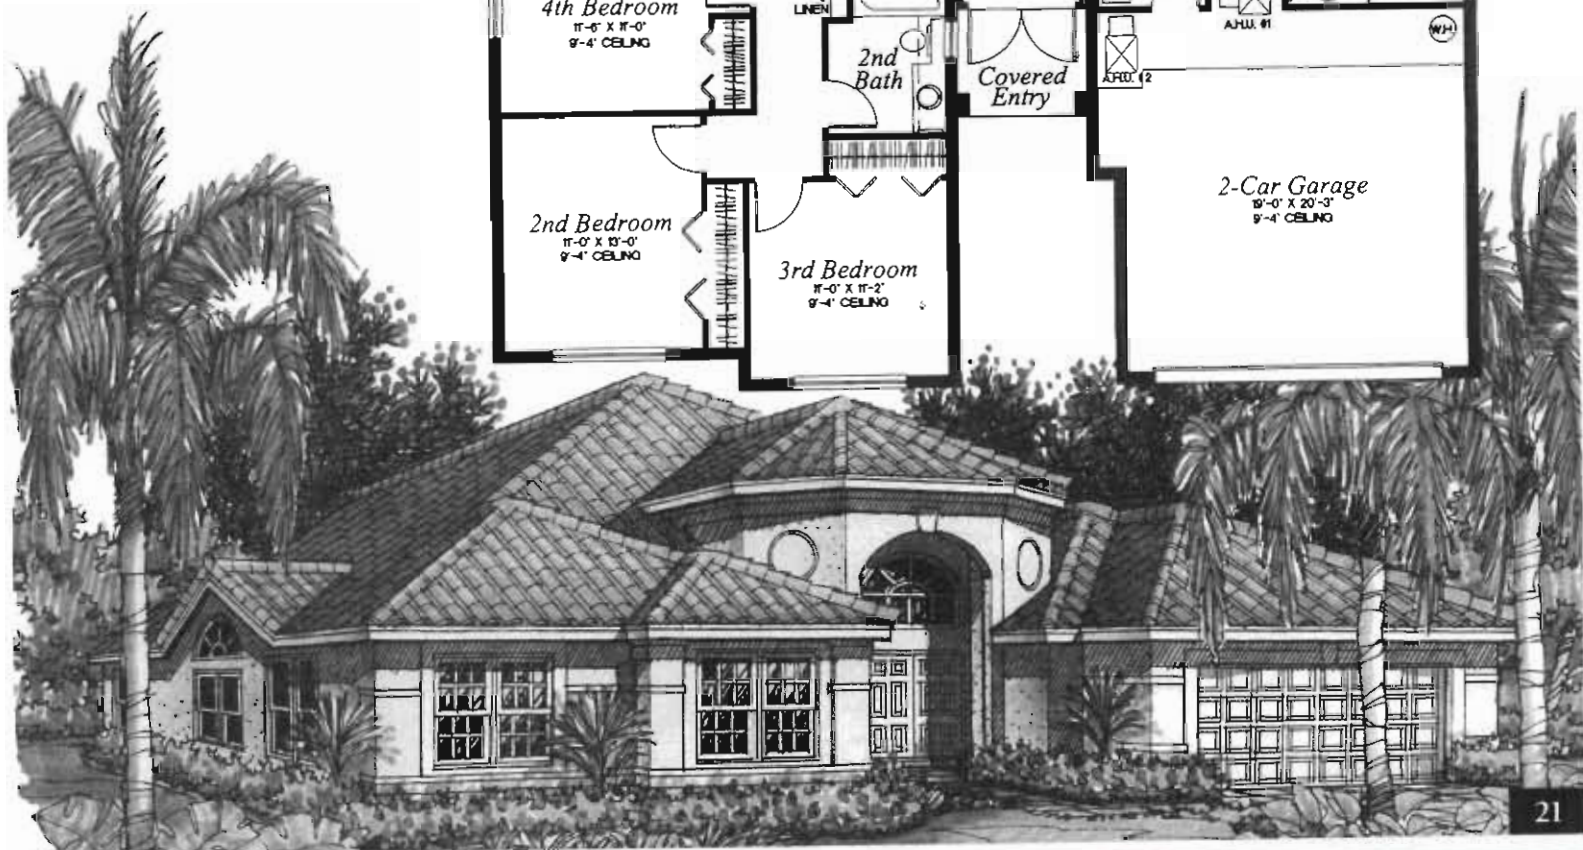 4th Bedroom
11'-6" X 11'-0"
9'-4" CEILING
LINEN
2nd
Bath
Covered
Entry
A.H.U. #1
A.H.U. #2
W.H.
2-Car Garage
19'-0" X 20'-3"
9'-4" CEILING
2nd Bedroom
11'-0" X 13'-0"
9'-4" CEILING
3rd Bedroom
11'-0" X 11'-2"
9'-4" CEILING
21